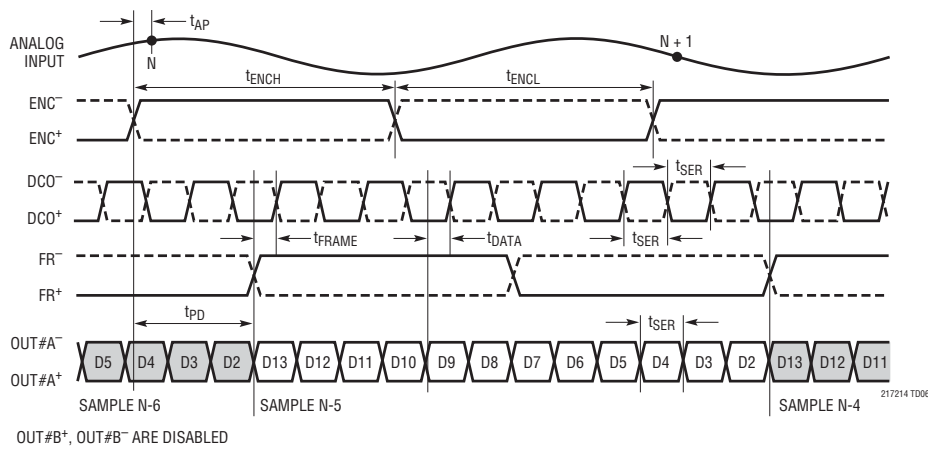 tAP
ANALOG
INPUT
N
N + 1
tENCH
tENCL
ENC–
ENC+
DCO–
DCO+
tSER
tFRAME
tDATA
tSER
FR–
FR+
tPD
tSER
OUT#A–
OUT#A+
D5 D4 D3 D2 D13 D12 D11 D10 D9 D8 D7 D6 D5 D4 D3 D2 D13 D12 D11
SAMPLE N-6
SAMPLE N-5
SAMPLE N-4
217214 TD06
OUT#B+, OUT#B– ARE DISABLED